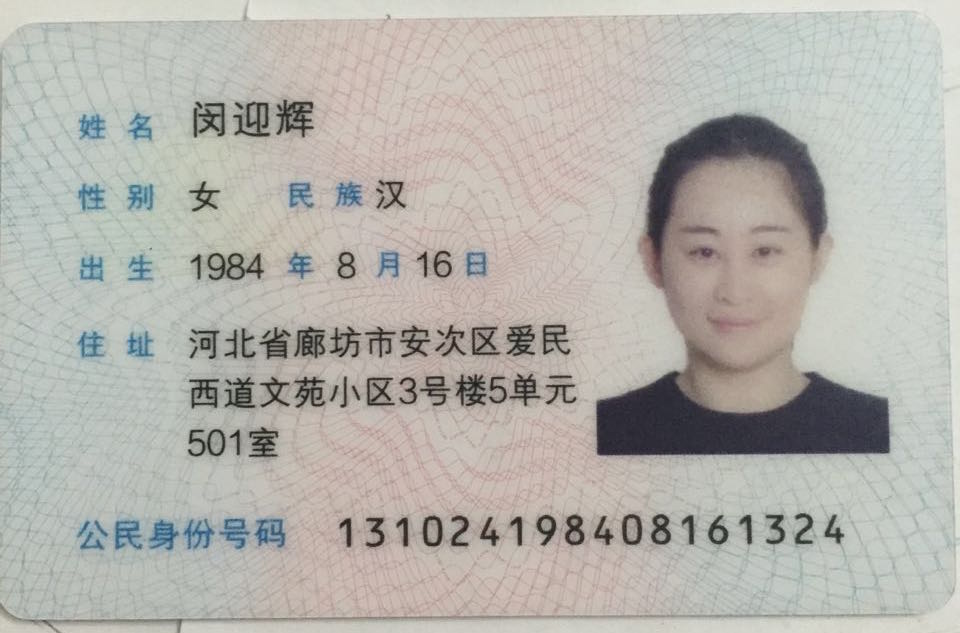 姓名 闵迎辉
性别 女 民族 汉
出生 1984 年 8 月 16 日
住址 河北省廊坊市安次区爱民
西道文苑小区3号楼5单元
501室
公民身份号码 131024198408161324